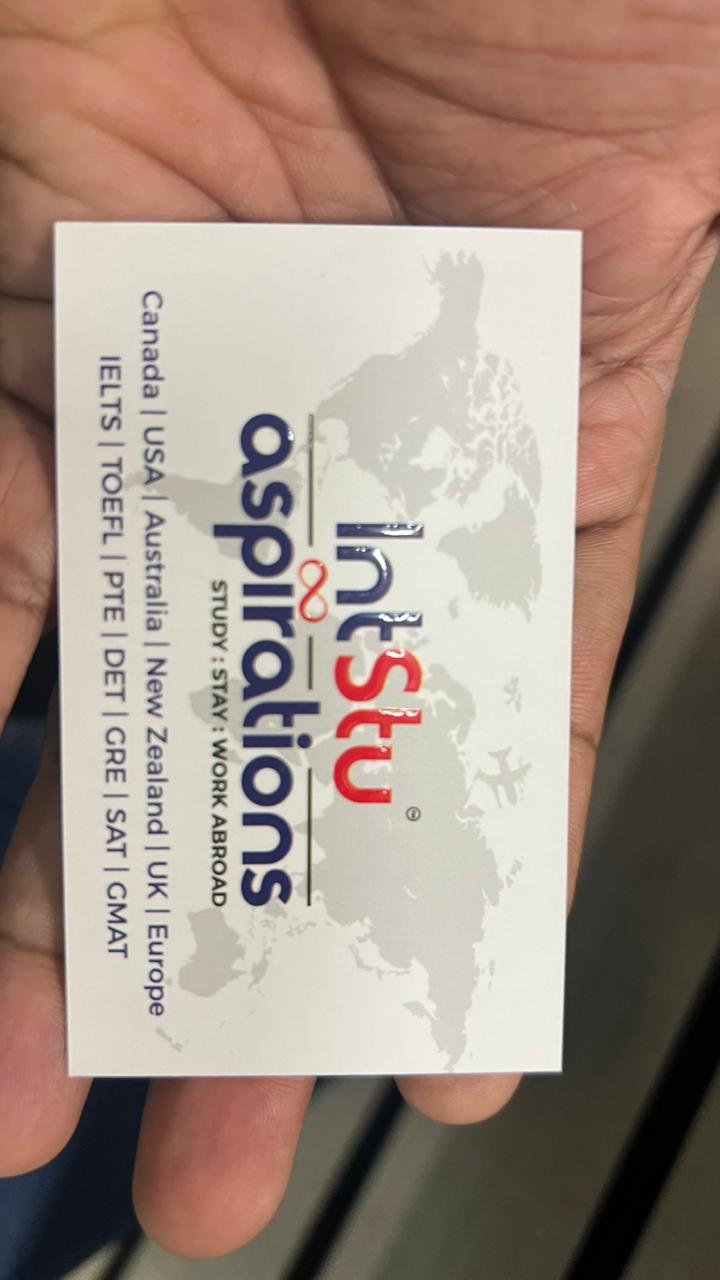 IntStu
aspirations
STUDY : STAY : WORK ABROAD
Canada | USA | Australia | New Zealand | UK | Europe
IELTS | TOEFL | PTE | DET | GRE | SAT | GMAT